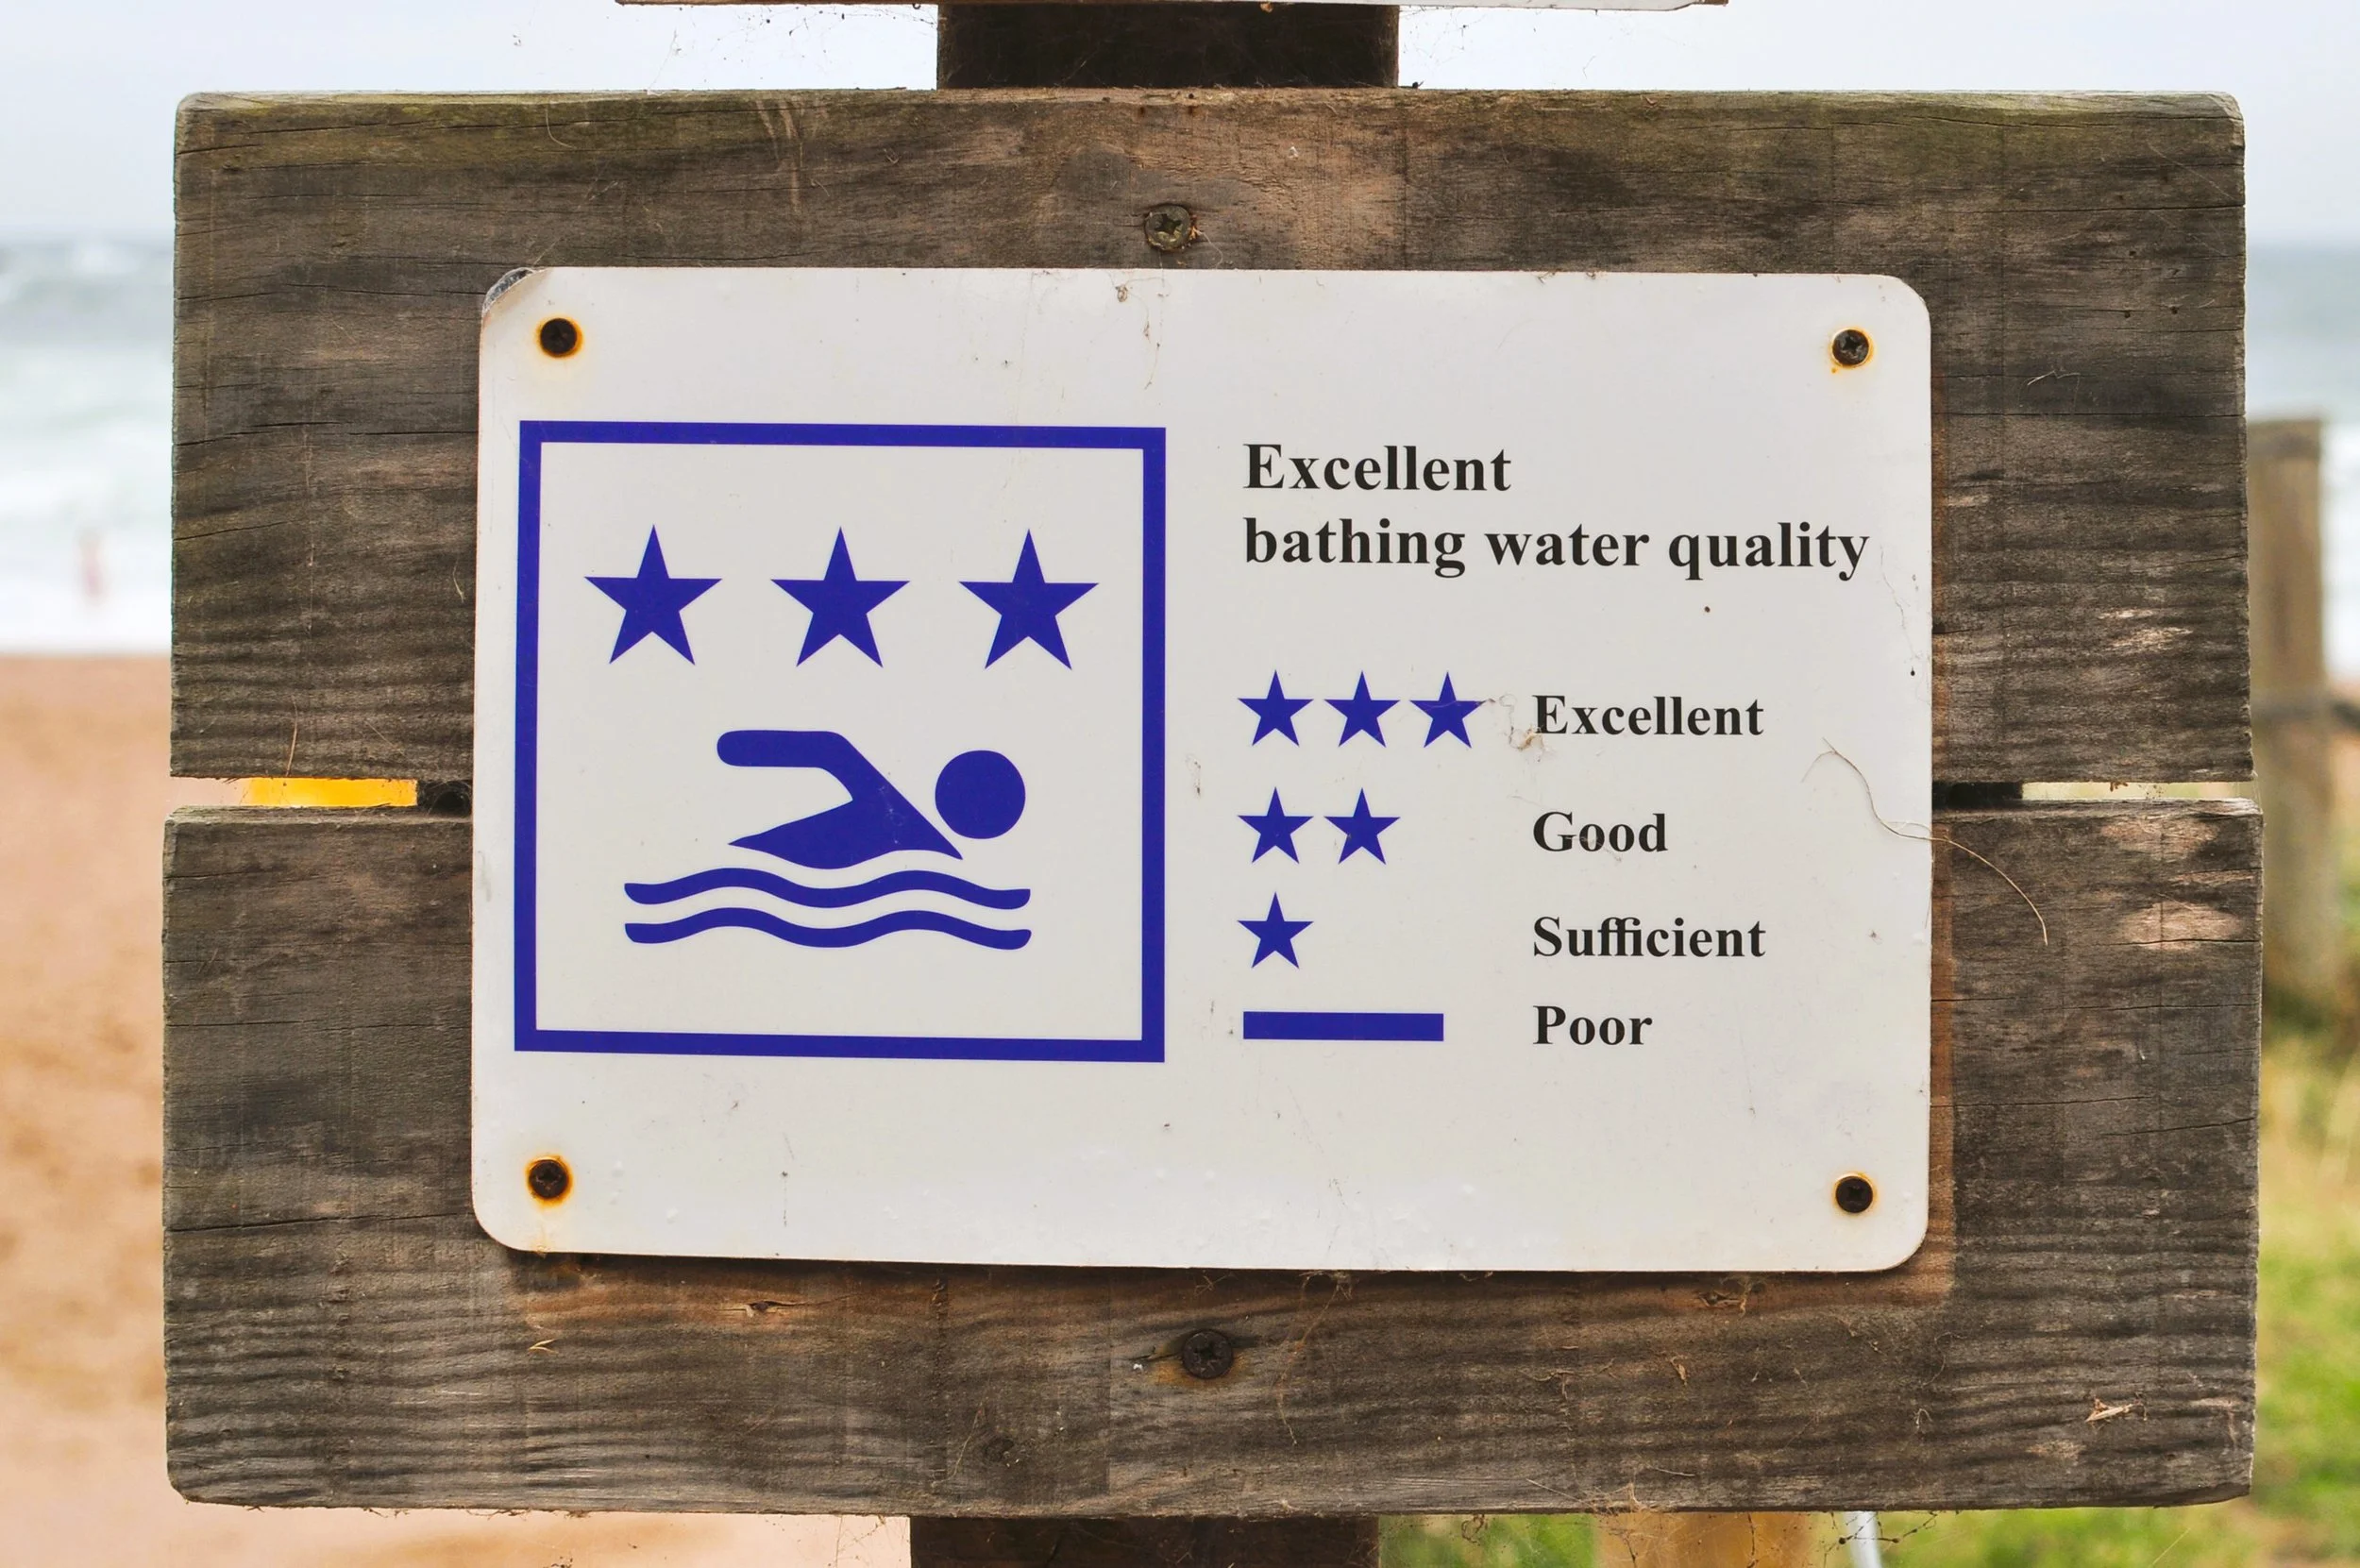 Excellent
bathing water quality
Excellent
Good
Sufficient
Poor